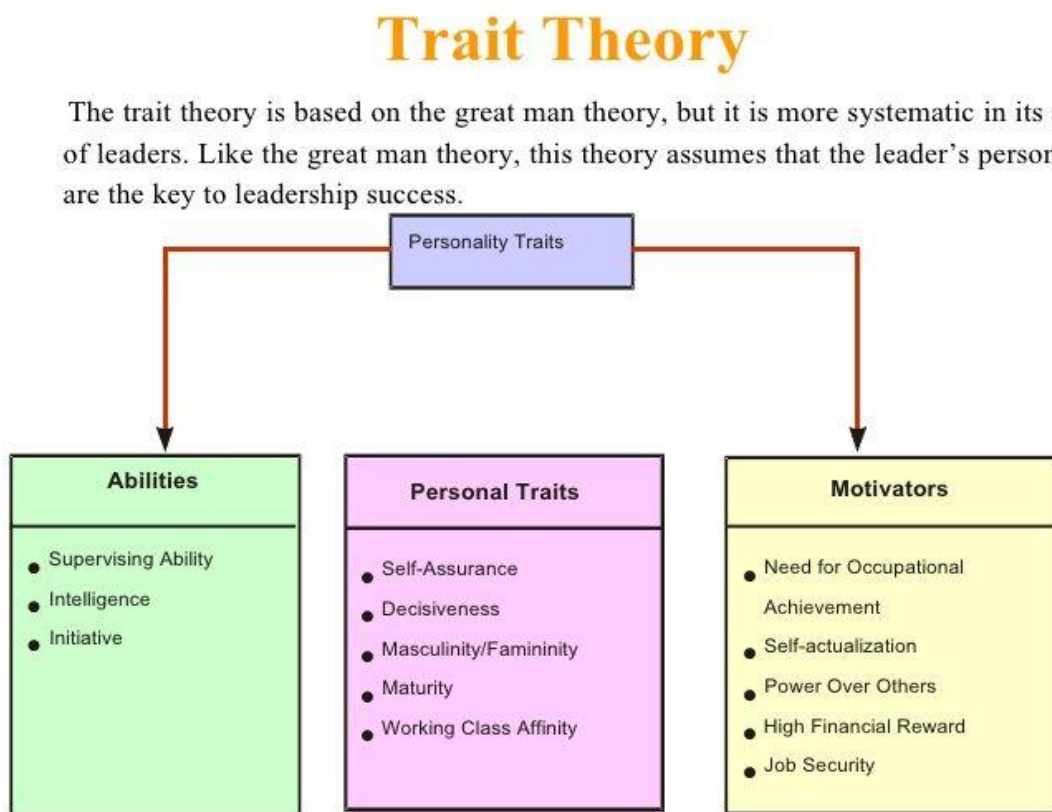 Trait Theory
The trait theory is based on the great man theory, but it is more systematic in its
of leaders. Like the great man theory, this theory assumes that the leader's
are the key to leadership success.
Personality Traits
Abilities
Supervising Ability
Intelligence
Initiative
Personal Traits
Self-Assurance
Decisiveness
Masculinity/Famininity
Maturity
Working Class Affinity
Motivators
Need for Occupational
Achievement
Self-actualization
Power Over Others
High Financial Reward
Job Security